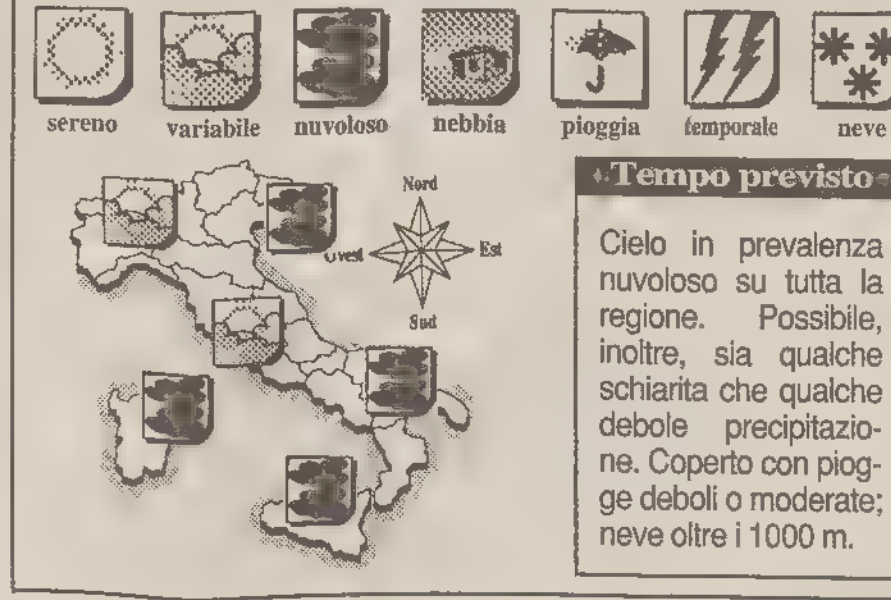 sereno variabile nuvoloso nebbia pioggia temporale neve
Nord
Ovest Est
Sud
Tempo previsto
Cielo in prevalenza
nuvoloso su tutta la
regione. Possibile,
inoltre, sia qualche
schiarita che qualche
debole precipitazio-
ne. Coperto con piog-
ge deboli o moderate;
neve oltre i 1000 m.